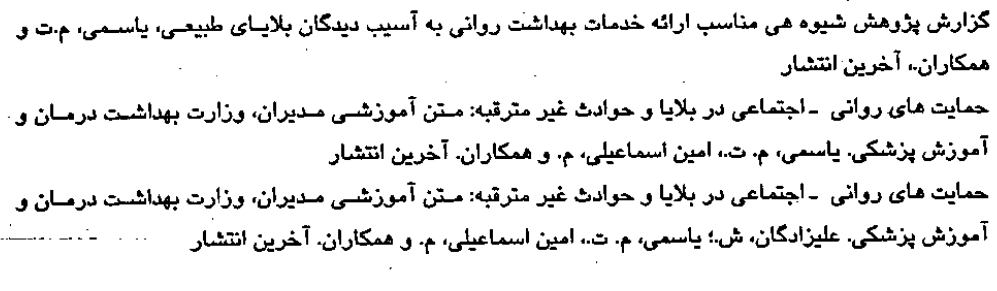 گزارش پژوهش شیوه هی مناسب ارائه خدمات بهداشت روانی به آسیب دیدگان بلایای طبیعی، یاسمی، م.ت و
همکاران.، آخرین انتشار
حمایت های روانی -اجتماعی در بلایا و حوادث غیر مترقبه: متن آموزشی مدیران، وزارت بهداشت درمان و
آموزش پزشکی. یاسمی، م. ت.، امین اسماعیلی، م. و همکاران. آخرین انتشار
حمایت های روانی -اجتماعی در بلایا و حوادث غیر مترقبه: متن آموزشی مدیران، وزارت بهداشت درمان و
آموزش پزشکی. علیزادگان، ش.؛ یاسمی، م. ت.، امین اسماعیلی، م. و همکاران. آخرین انتشار